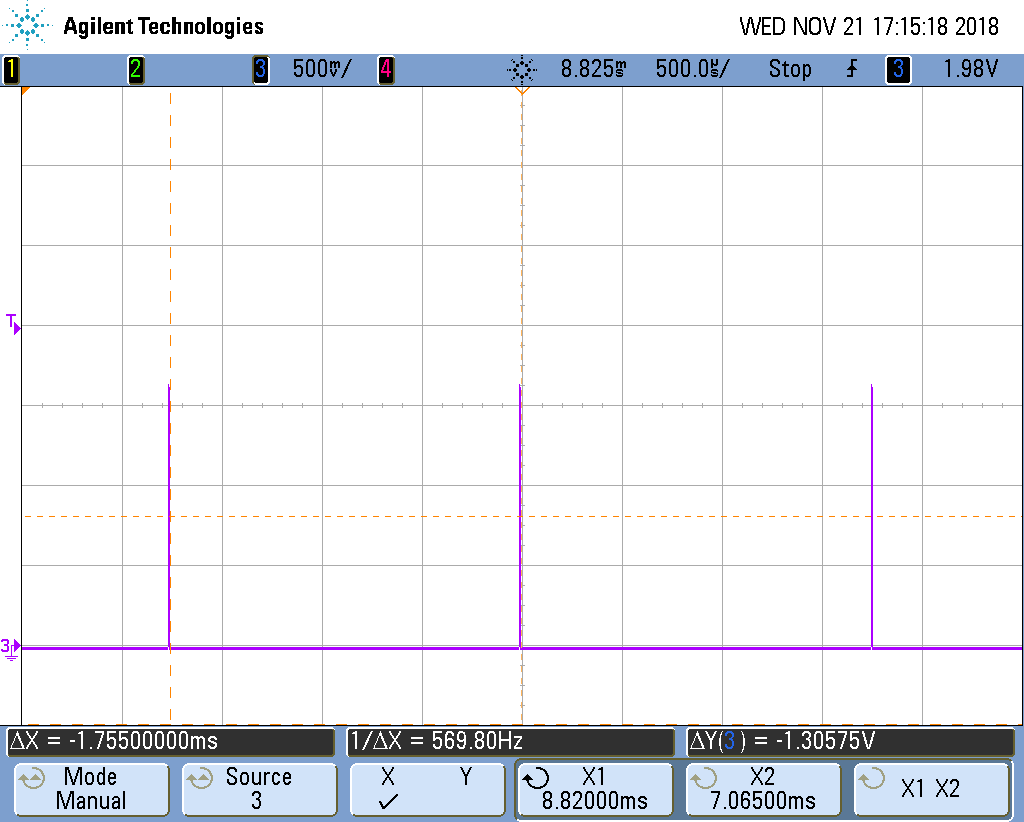 Agilent Technologies WED NOV 21 17:15:18 2018
1 2 3 500mV/ 4 8.825ms 500.0µs/ Stop 3 1.98V
T
3
ΔX = -1.75500000ms 1/ΔX = 569.80Hz ΔY(3) = -1.30575V
Mode Source X Y X1 X2 X1 X2
Manual 3 ✓ 8.82000ms 7.06500ms